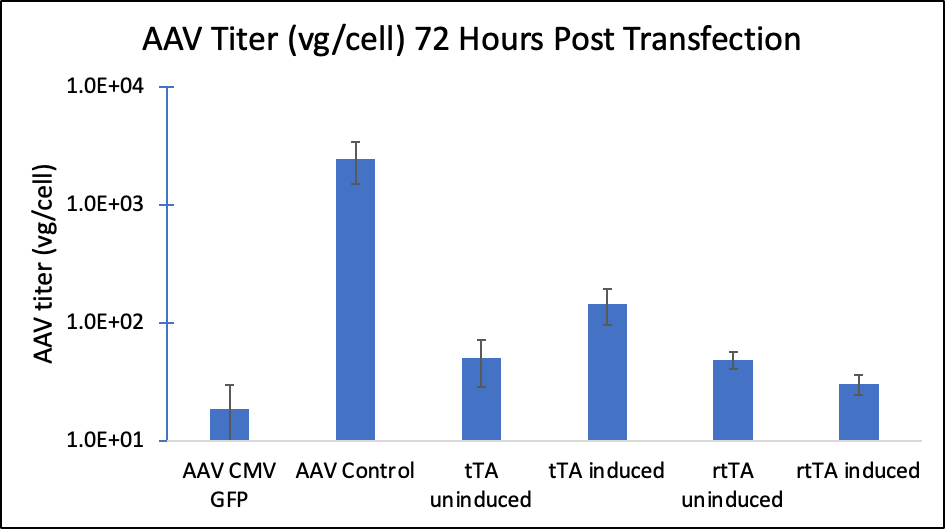 AAV Titer (vg/cell) 72 Hours Post Transfection
AAV titer (vg/cell)
1.0E+04
1.0E+03
1.0E+02
1.0E+01
AAV CMV
GFP
AAV Control
tTA
uninduced
tTA induced
rtTA
uninduced
rtTA induced